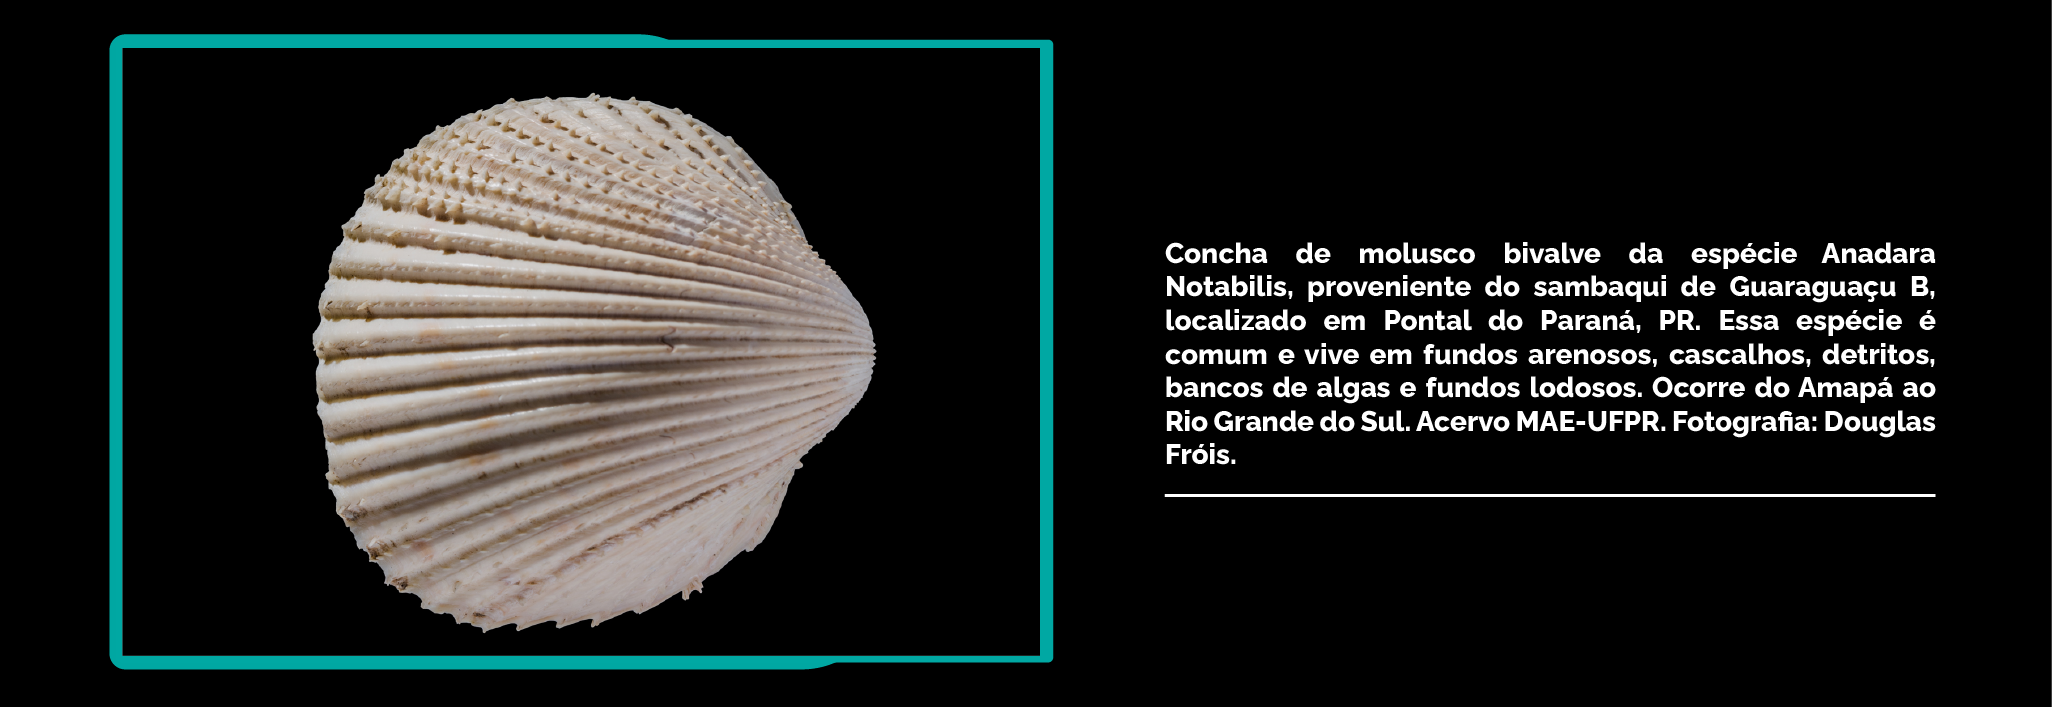 Concha de molusco bivalve da espécie Anadara
Notabilis, proveniente do sambaqui de Guaraguaçu B,
localizado em Pontal do Paraná, PR. Essa espécie é
comum e vive em fundos arenosos, cascalhos, detritos,
bancos de algas e fundos lodosos. Ocorre do Amapá ao
Rio Grande do Sul. Acervo MAE-UFPR. Fotografia: Douglas
Fróis.